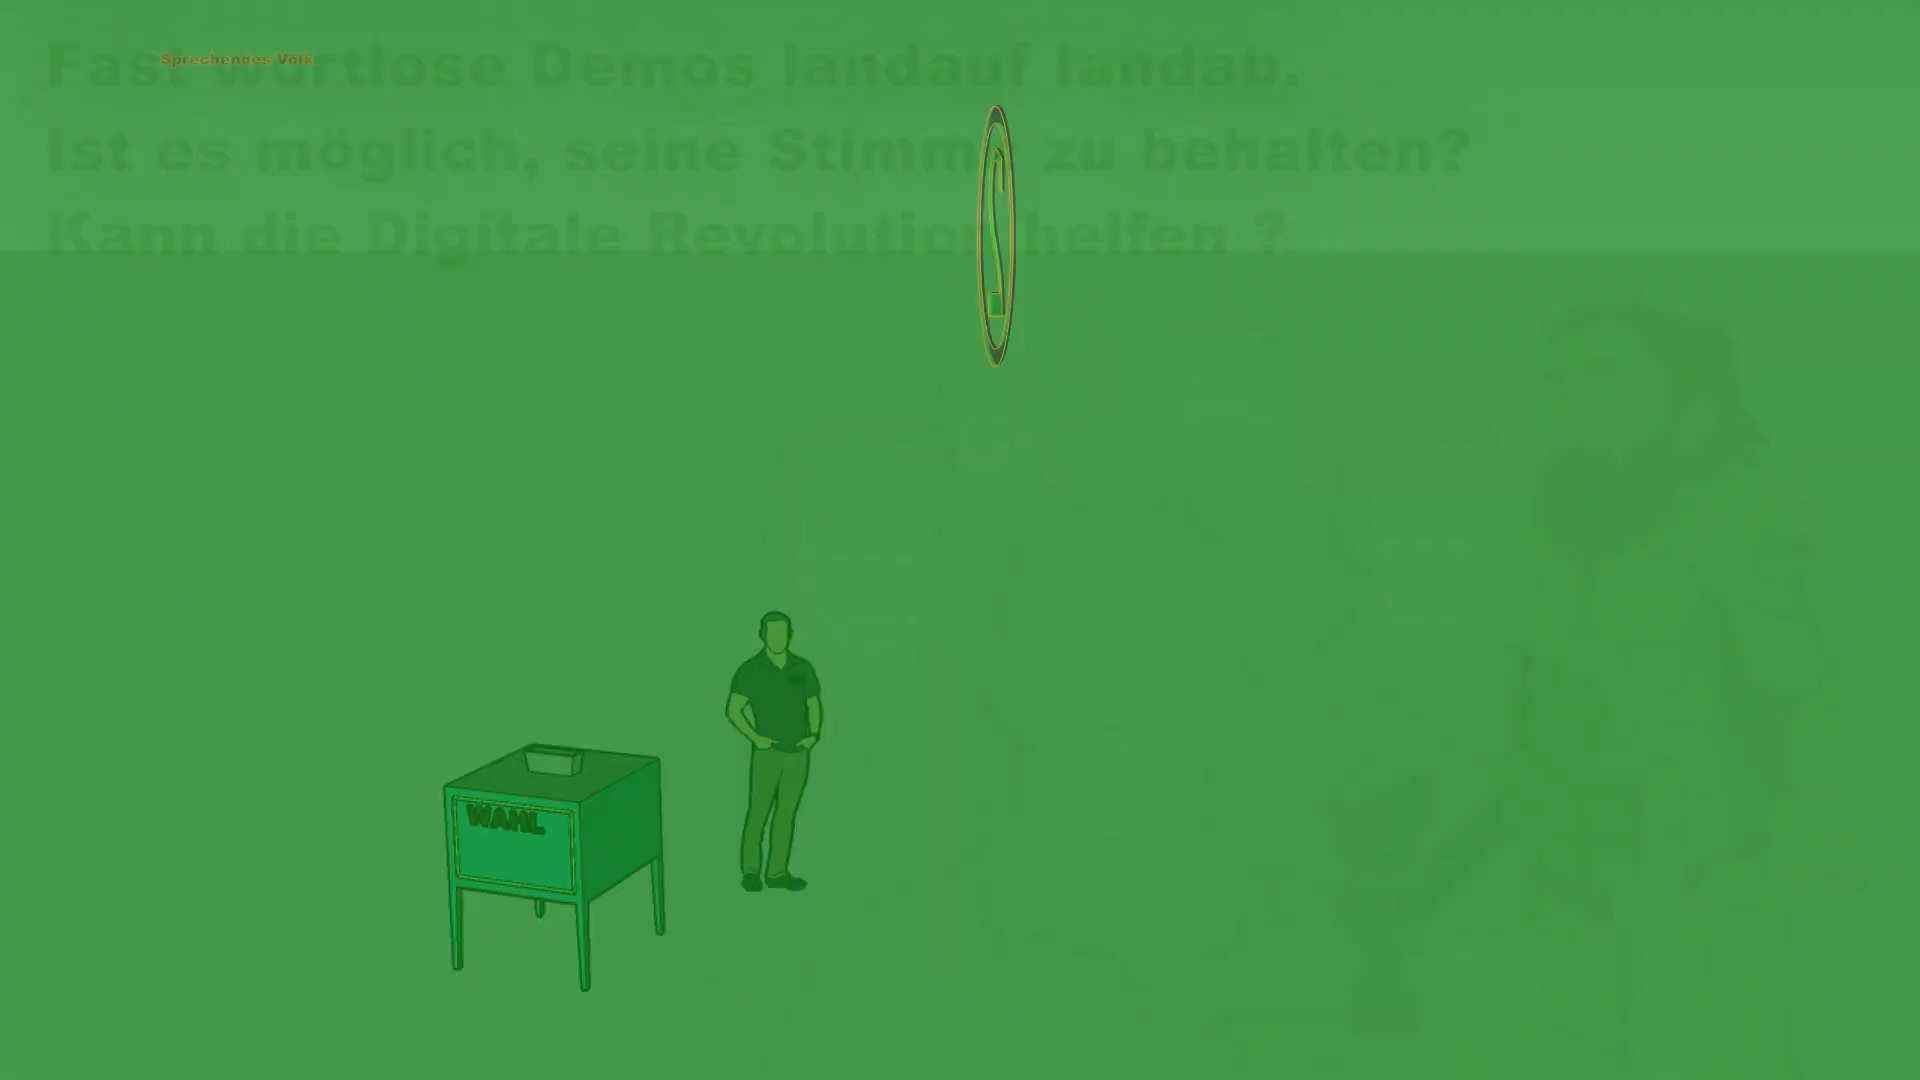 Sprechendes Volk
Fast wortlose Demos landauf landab.
Ist es möglich, seine Stimme zu behalten?
Kann die Digitale Revolution helfen ?
WAHL